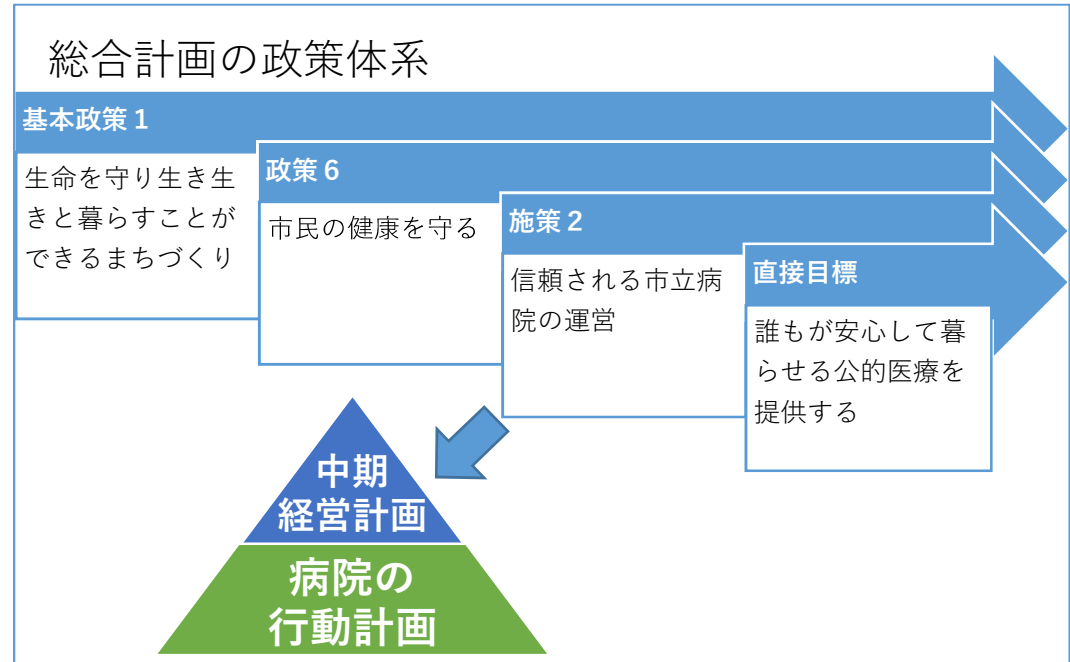 総合計画の政策体系
基本政策１
生命を守り生き生
きと暮らすことが
できるまちづくり
政策６
市民の健康を守る
施策２
信頼される市立病
院の運営
直接目標
誰もが安心して暮
らせる公的医療を
提供する
中期
経営計画
病院の
行動計画